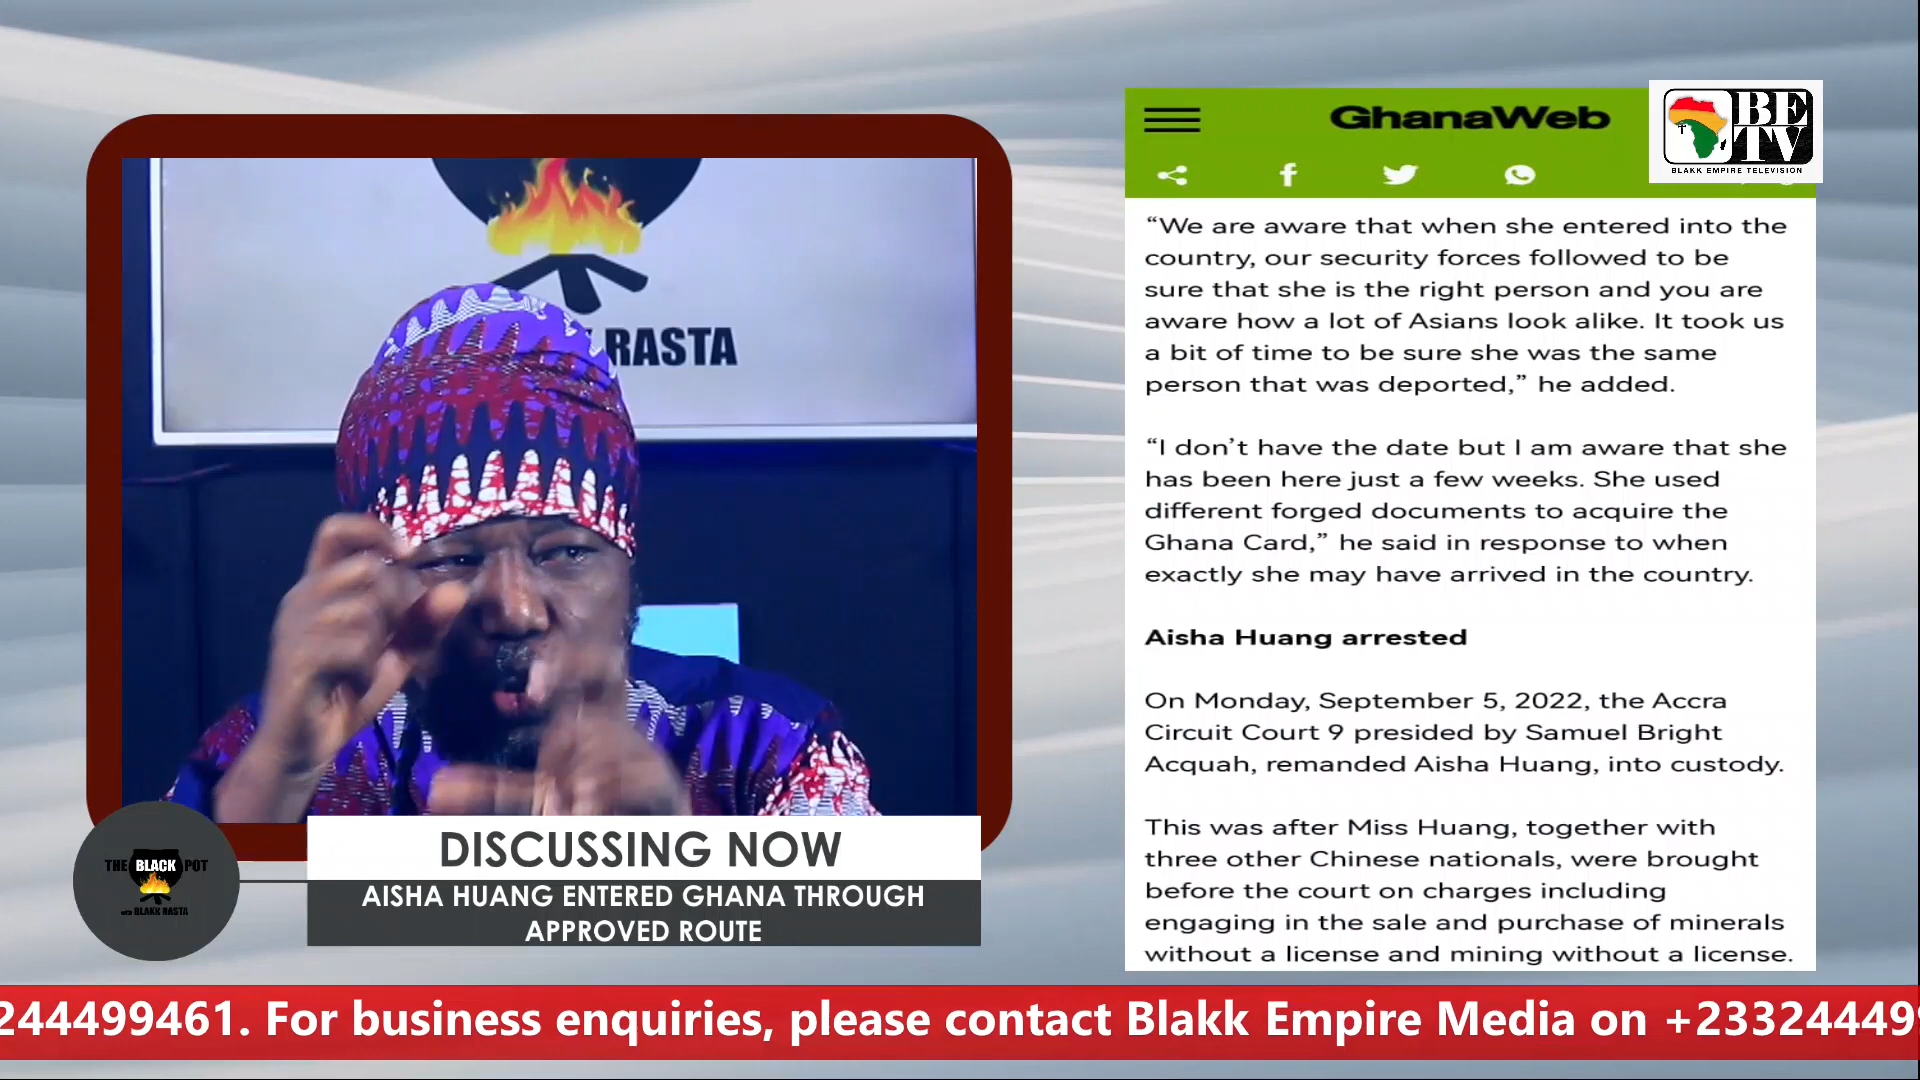 GhanaWeb
BE
TV
BLAKK EMPIRE TELEVISION
RASTA
“We are aware that when she entered into the
country, our security forces followed to be
sure that she is the right person and you are
aware how a lot of Asians look alike. It took us
a bit of time to be sure she was the same
person that was deported,” he added.
“I don’t have the date but I am aware that she
has been here just a few weeks. She used
different forged documents to acquire the
Ghana Card,” he said in response to when
exactly she may have arrived in the country.
Aisha Huang arrested
On Monday, September 5, 2022, the Accra
Circuit Court 9 presided by Samuel Bright
Acquah, remanded Aisha Huang, into custody.
This was after Miss Huang, together with
three other Chinese nationals, were brought
before the court on charges including
engaging in the sale and purchase of minerals
without a license and mining without a license.
THE BLACK POT
with BLAKK RASTA
DISCUSSING NOW
AISHA HUANG ENTERED GHANA THROUGH
APPROVED ROUTE
244499461. For business enquiries, please contact Blakk Empire Media on +23324449